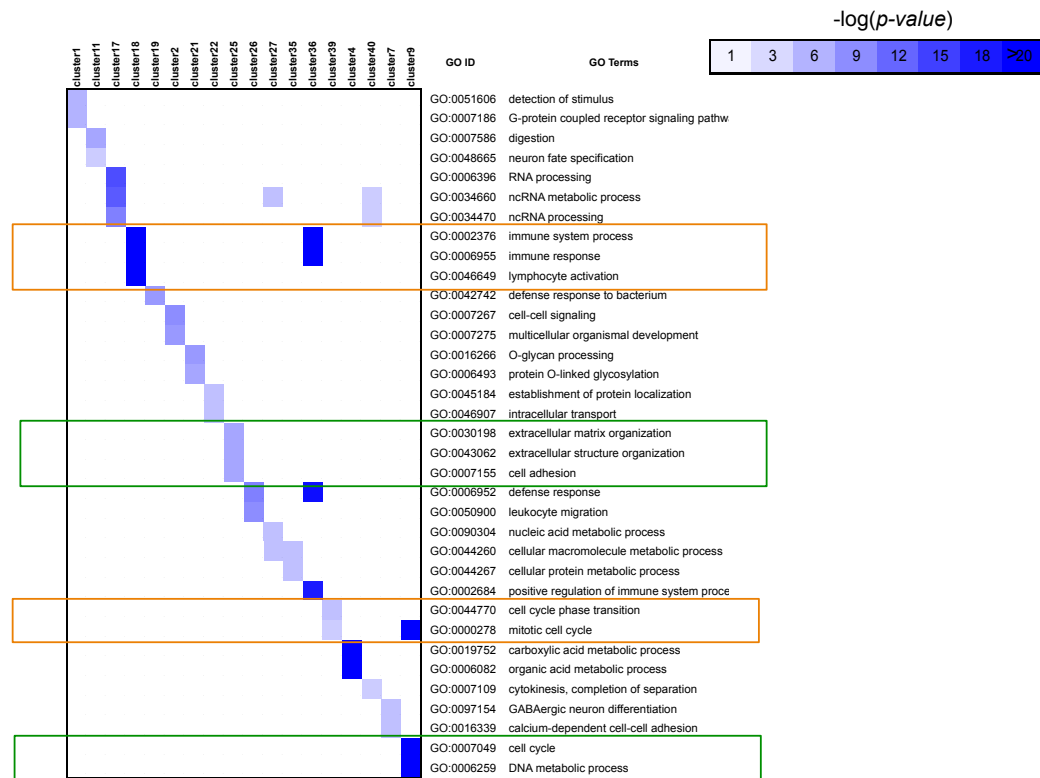 -log(p-value)
1 3 6 9 12 15 18 >20
cluster1
cluster11
cluster17
cluster18
cluster19
cluster2
cluster21
cluster22
cluster25
cluster26
cluster27
cluster35
cluster36
cluster39
cluster4
cluster40
cluster7
cluster9
GO ID GO Terms
GO:0051606 detection of stimulus
GO:0007186 G-protein coupled receptor signaling pathw
GO:0007586 digestion
GO:0048665 neuron fate specification
GO:0006396 RNA processing
GO:0034660 ncRNA metabolic process
GO:0034470 ncRNA processing
GO:0002376 immune system process
GO:0006955 immune response
GO:0046649 lymphocyte activation
GO:0042742 defense response to bacterium
GO:0007267 cell-cell signaling
GO:0007275 multicellular organismal development
GO:0016266 O-glycan processing
GO:0006493 protein O-linked glycosylation
GO:0045184 establishment of protein localization
GO:0046907 intracellular transport
GO:0030198 extracellular matrix organization
GO:0043062 extracellular structure organization
GO:0007155 cell adhesion
GO:0006952 defense response
GO:0050900 leukocyte migration
GO:0090304 nucleic acid metabolic process
GO:0044260 cellular macromolecule metabolic process
GO:0044267 cellular protein metabolic process
GO:0002684 positive regulation of immune system proce
GO:0044770 cell cycle phase transition
GO:0000278 mitotic cell cycle
GO:0019752 carboxylic acid metabolic process
GO:0006082 organic acid metabolic process
GO:0007109 cytokinesis, completion of separation
GO:0097154 GABAergic neuron differentiation
GO:0016339 calcium-dependent cell-cell adhesion
GO:0007049 cell cycle
GO:0006259 DNA metabolic process